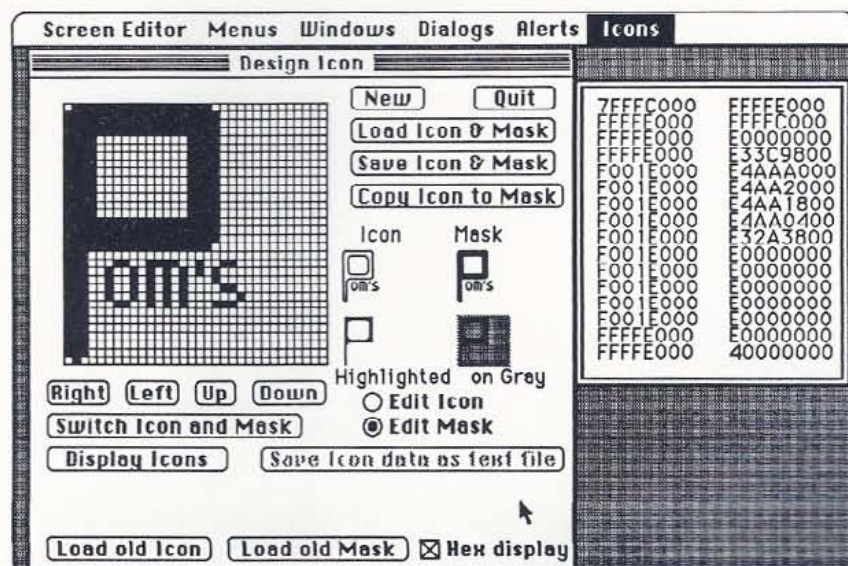 Screen Editor Menus Windows Dialogs Alerts Icons
Design Icon
New Quit
Load Icon & Mask
Save Icon & Mask
Copy Icon to Mask
Icon Mask
om's
om's om's
Highlighted on Gray
Right Left Up Down
Edit Icon
Switch Icon and Mask
Edit Mask
Display Icons
Save Icon data as text file
Load old Icon Load old Mask Hex display
7FFFC000 FFFFE000
FFFFE000 FFFFC000
FFFFE000 E0000000
FFFFE000 E33C9800
F001E000 E4AAA000
F001E000 E4AA2000
F001E000 E4AA1800
F001E000 E4AA0400
F001E000 E32A3800
F001E000 E0000000
F001E000 E0000000
F001E000 E0000000
F001E000 E0000000
F001E000 E0000000
FFFFE000 E0000000
FFFFE000 40000000